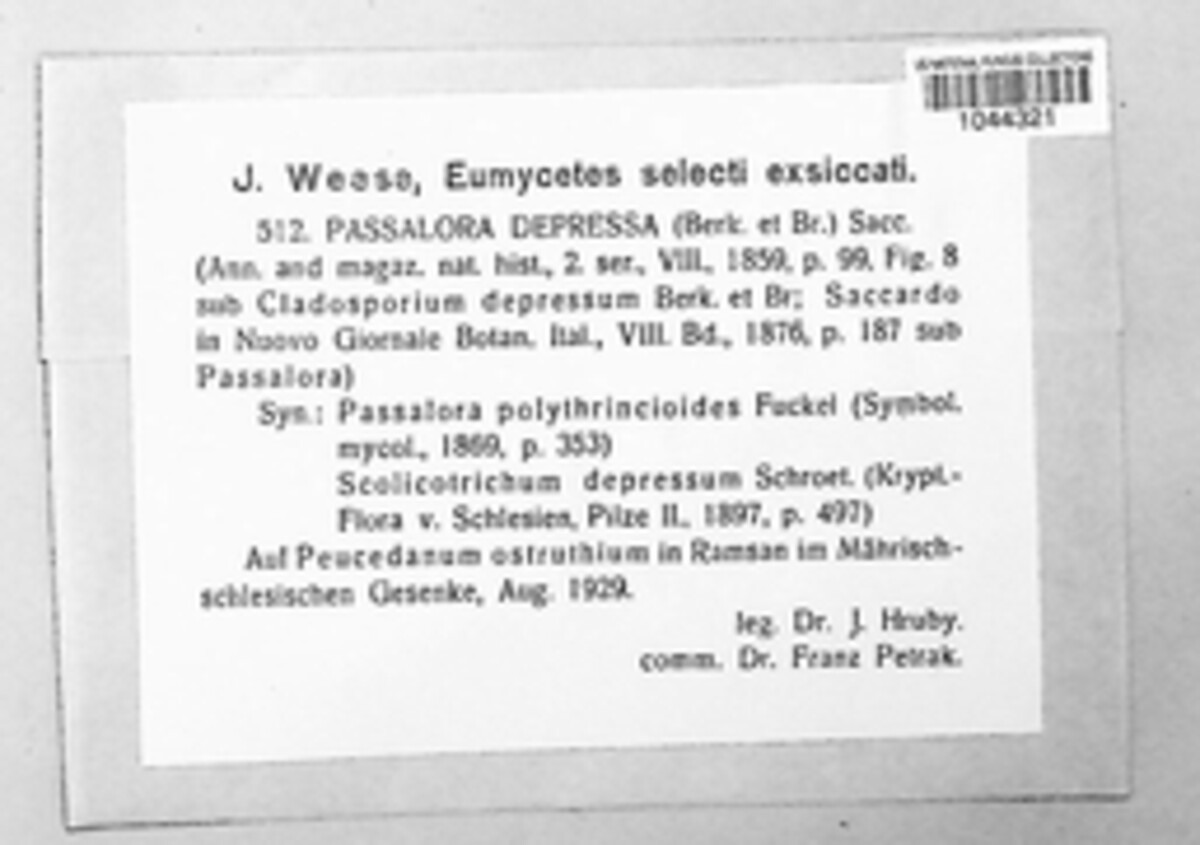 1044321
J. Weese, Eumycetes selecti exsiccati.
512. PASSALORA DEPRESSA (Berk. et Br.) Sacc.
(Ann. and magaz. nat. hist., 2. ser., VIII., 1859, p. 99, Fig. 8
sub Cladosporium depressum Berk. et Br; Saccardo
in Nuovo Giornale Botan. Ital., VIII. Bd., 1876, p. 187 sub
Passalora)
Syn.: Passalora polythrincioides Fuckel (Symbol.
mycol., 1869, p. 353)
Scolicotrichum depressum Schroet. (Krypt.-
Flora v. Schlesien, Pilze II., 1897, p. 497)
Auf Peucedanum ostruthium in Ramsan im Mährisch-
schlesischen Gesenke, Aug. 1929.
leg. Dr. J. Hruby.
comm. Dr. Franz Petrak.